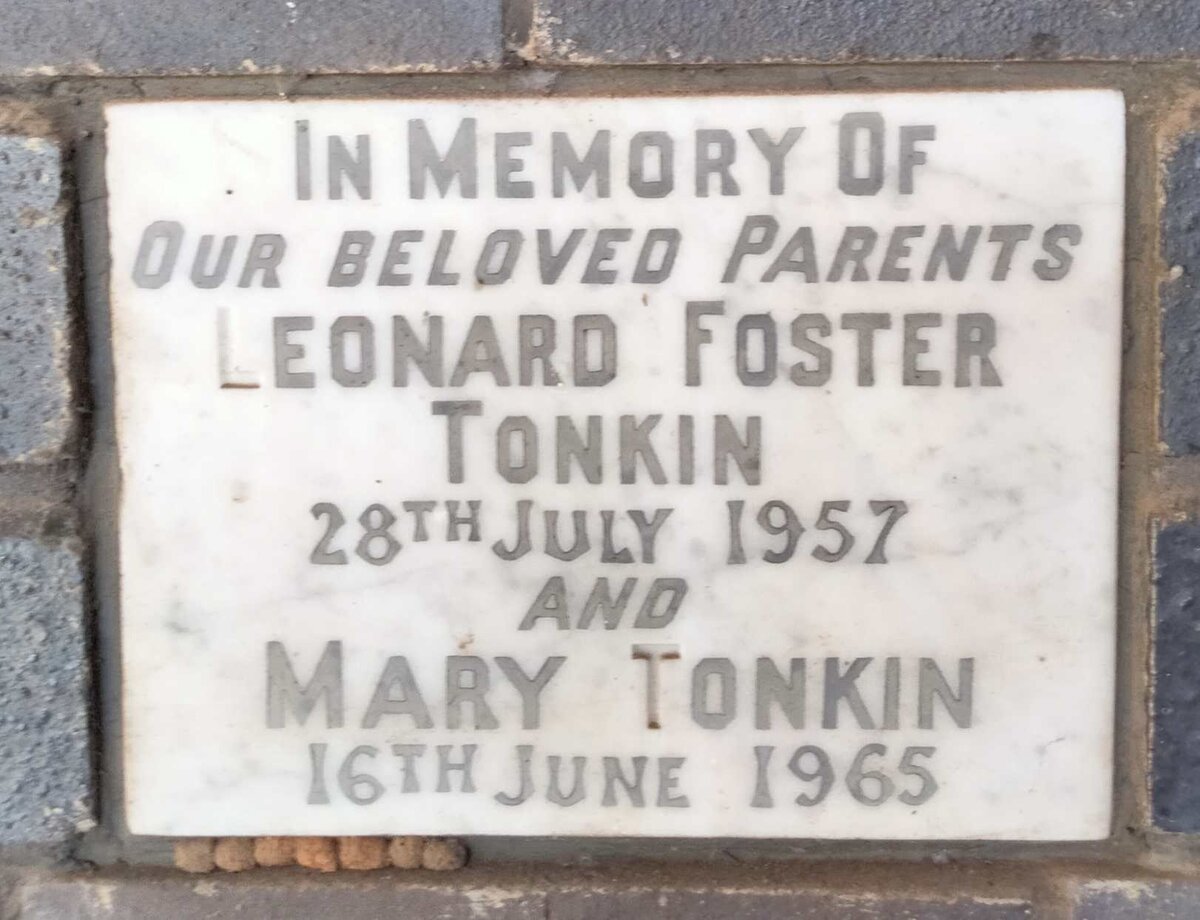 IN MEMORY OF
OUR BELOVED PARENTS
LEONARD FOSTER
TONKIN
28TH JULY 1957
AND
MARY TONKIN
16TH JUNE 1965